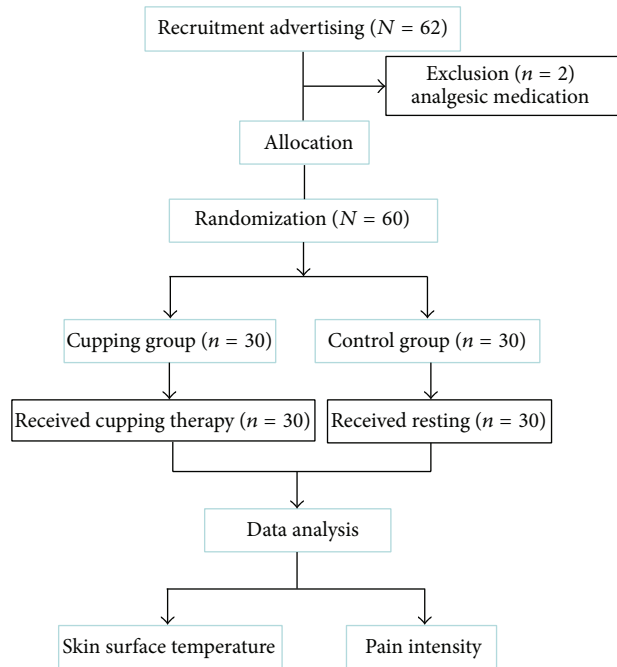 Recruitment advertising (N = 62)
Exclusion (n = 2)
analgesic medication
Allocation
Randomization (N = 60)
Cupping group (n = 30)
Control group (n = 30)
Received cupping therapy (n = 30)
Received resting (n = 30)
Data analysis
Skin surface temperature
Pain intensity